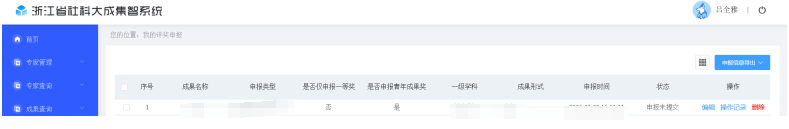 浙江省社科大成集智系统
吕全雅
首页
您的位置：我的评奖申报
专家管理
申报信息导出
专家查询
序号 成果名称 申报类型 是否仅申报一等奖 是否申报青年成果奖 一级学科 成果形式 申报时间 状态 操作
成果查询
1 否 是 申报未提交 编辑 操作记录 删除